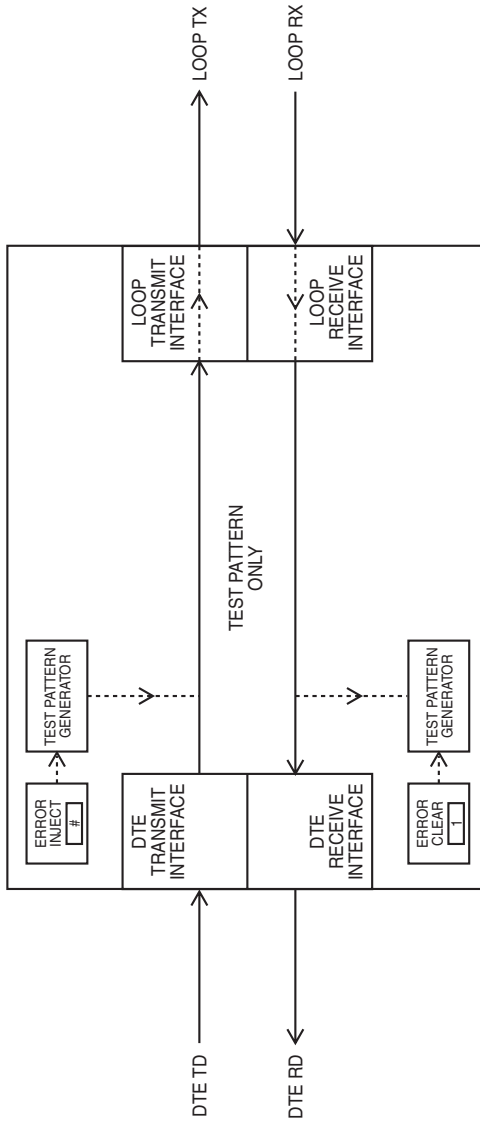 ERROR
INJECT
#
TEST PATTERN
GENERATOR
DTE TD
DTE
TRANSMIT
INTERFACE
LOOP
TRANSMIT
INTERFACE
LOOP TX
TEST PATTERN
ONLY
DTE RD
DTE
RECEIVE
INTERFACE
LOOP
RECEIVE
INTERFACE
LOOP RX
ERROR
CLEAR
1
TEST PATTERN
GENERATOR